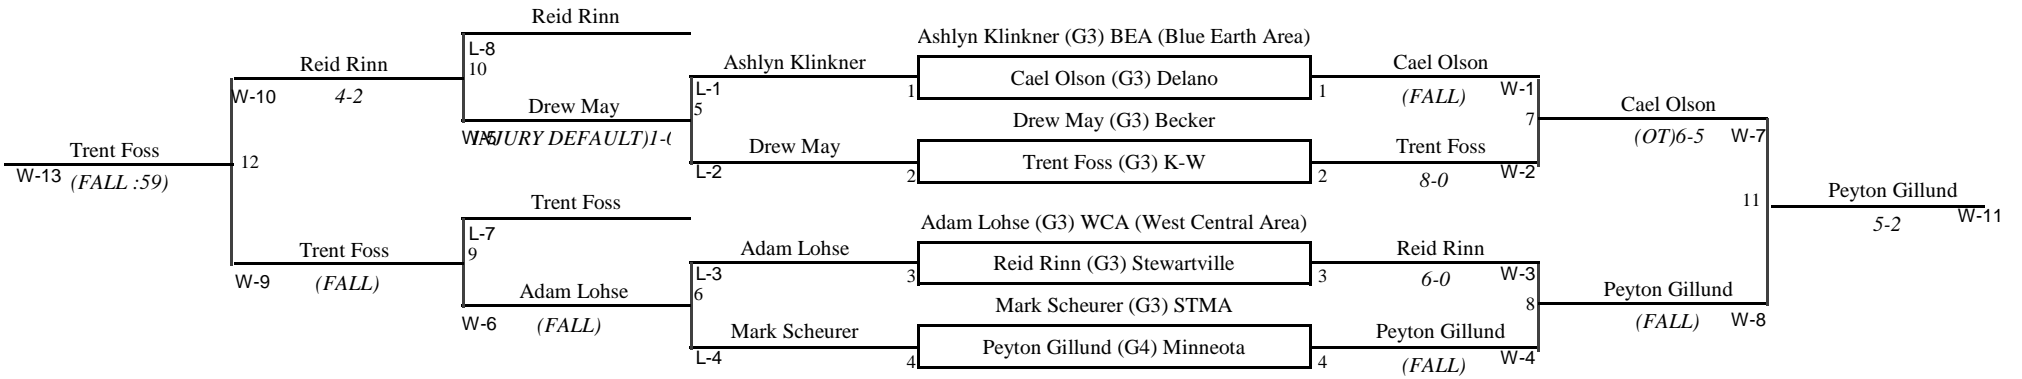 Reid Rinn
L-8
10
Reid Rinn
4-2
W-10
Drew May
W-5
INJURY DEFAULT)1-0
Trent Foss
W-13
(FALL :59)
12
Trent Foss
L-7
9
Trent Foss
W-9
(FALL)
Adam Lohse
W-6
(FALL)
Ashlyn Klinkner
L-1
5
Drew May
L-2
Adam Lohse
L-3
6
Mark Scheurer
L-4
Ashlyn Klinkner (G3) BEA (Blue Earth Area)
1
Cael Olson (G3) Delano
1
Drew May (G3) Becker
2
Trent Foss (G3) K-W
2
Adam Lohse (G3) WCA (West Central Area)
3
Reid Rinn (G3) Stewartville
3
Mark Scheurer (G3) STMA
4
Peyton Gillund (G4) Minneota
4
Cael Olson
(FALL)
W-1
7
Trent Foss
8-0
W-2
Reid Rinn
6-0
W-3
8
Peyton Gillund
(FALL)
W-4
Cael Olson
(OT)6-5
W-7
11
Peyton Gillund
(FALL)
W-8
Peyton Gillund
5-2
W-11